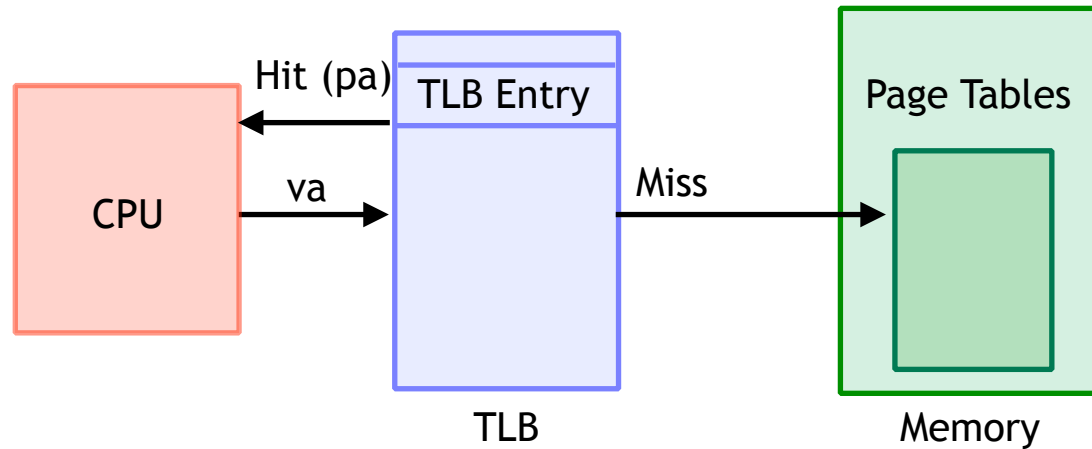 Hit (pa)
TLB Entry
Page Tables
va
Miss
CPU
TLB
Memory